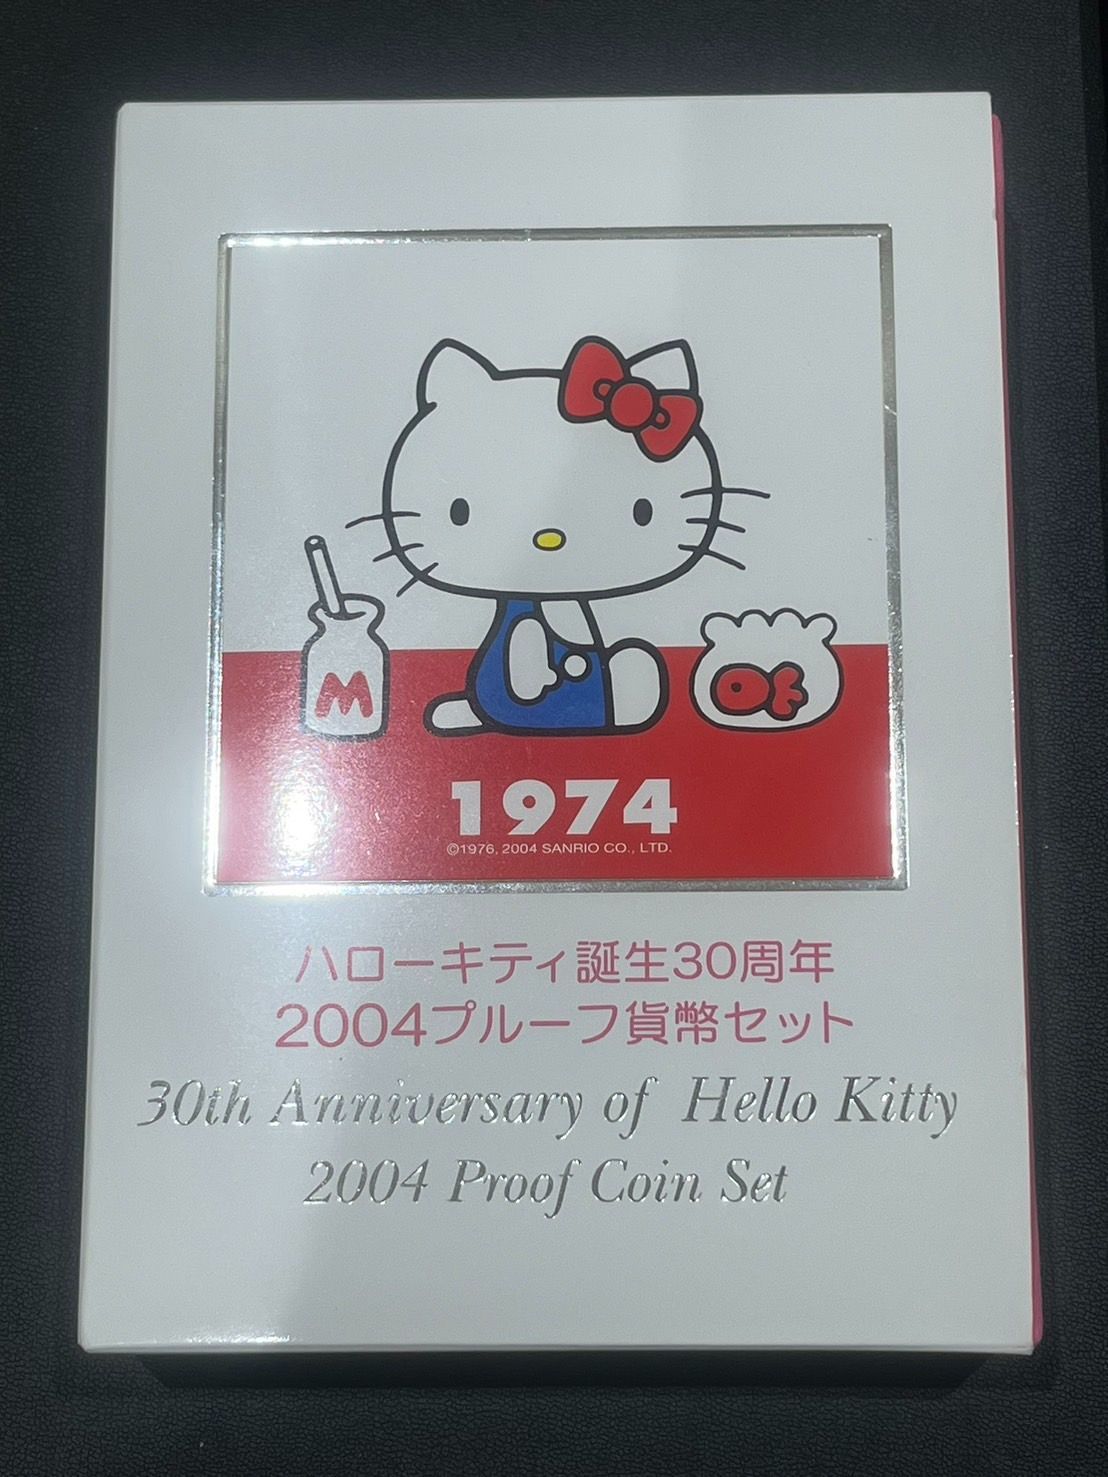 M
OF
1974
©1976, 2004 SANRIO CO., LTD.
ハローキティ誕生30周年
2004プルーフ貨幣セット
30th Anniversary of Hello Kitty
2004 Proof Coin Set